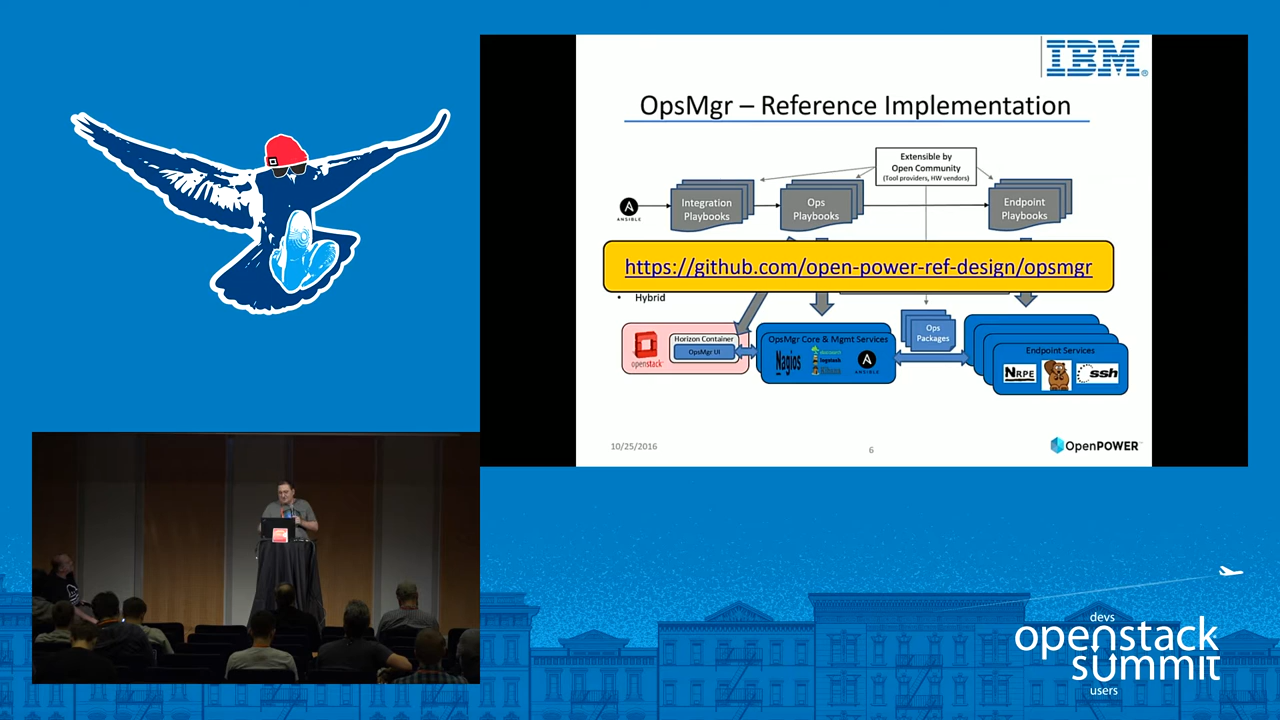 IBM
OpsMgr – Reference Implementation
Extensible by
Open Community
(Tool providers, HW vendors)
ANSIBLE
Integration
Playbooks
Ops
Playbooks
Endpoint
Playbooks
https://github.com/open-power-ref-design/opsmgr
• Hybrid
openstack
Horizon Container
OpsMgr UI
OpsMgr Core & Mgmt Services
Nagios
logstash
ANSIBLE
Ops
Packages
Endpoint Services
NRPE
ssh
10/25/2016
6
OpenPOWER
devs
openstack
summit
users